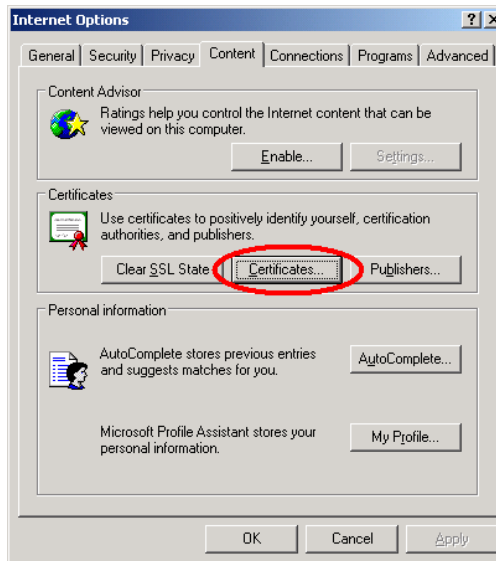 Internet Options
General Security Privacy Content Connections Programs Advanced
Content Advisor
Ratings help you control the Internet content that can be
viewed on this computer.
Enable... Settings...
Certificates
Use certificates to positively identify yourself, certification
authorities, and publishers.
Clear SSL State Certificates... Publishers...
Personal information
AutoComplete stores previous entries
and suggests matches for you.
AutoComplete...
Microsoft Profile Assistant stores your
personal information.
My Profile...
OK Cancel Apply